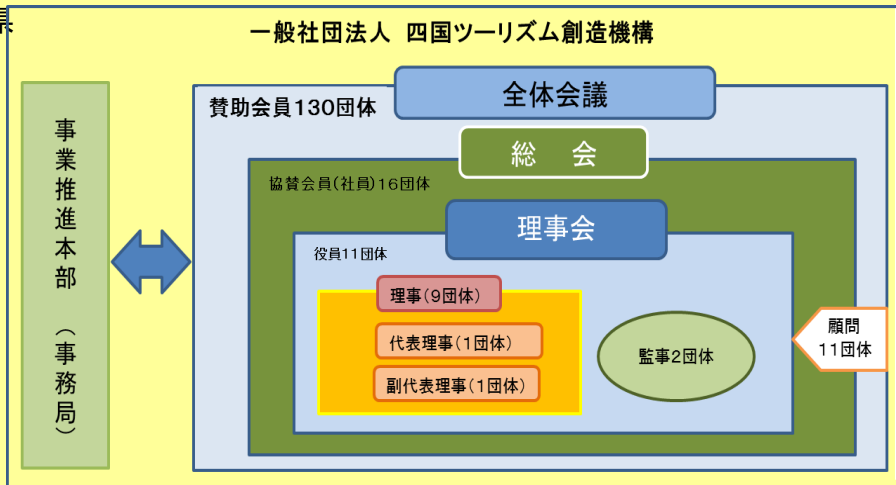 県
一般社団法人 四国ツーリズム創造機構
事業推進本部 （事務局）
賛助会員130団体
全体会議
総 会
協賛会員(社員)16団体
理事会
役員11団体
理事(9団体)
代表理事(1団体)
副代表理事(1団体)
監事2団体
顧問
11団体